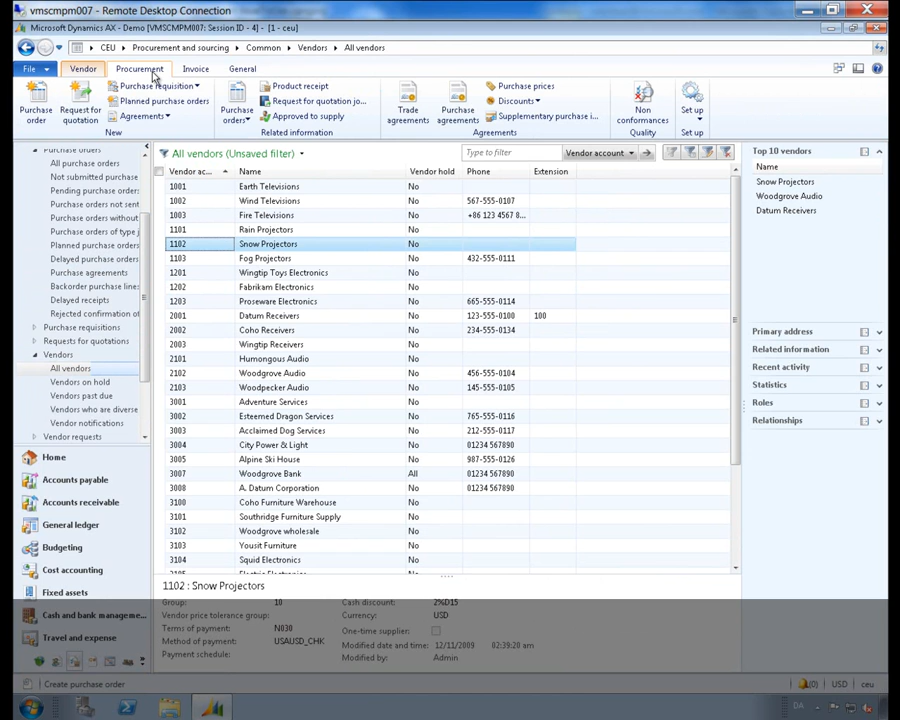 vmscmpm007 - Remote Desktop Connection
Microsoft Dynamics AX - Demo [VMSCMPM007: Session ID - 4] - [1 - ceu]
CEU Procurement and sourcing Common Vendors All vendors
File Vendor Procurement Invoice General
Purchase order
Request for quotation
Purchase requisition
Planned purchase orders
Agreements
New
Purchase orders
Product receipt
Request for quotation jo...
Approved to supply
Related information
Trade agreements
Purchase agreements
Purchase prices
Discounts
Supplementary purchase i...
Agreements
Non conformances
Quality
Set up
Set up
Purchase orders
All purchase orders
Not submitted purchase
Pending purchase orders
Purchase orders not sent
Purchase orders without
Purchase orders of type j
Planned purchase orders
Delayed purchase orders
Purchase agreements
Backorder purchase line
Delayed receipts
Rejected confirmation of
Purchase requisitions
Requests for quotations
Vendors
All vendors
Vendors on hold
Vendors past due
Vendors who are diverse
Vendor notifications
Vendor requests
Home
Accounts payable
Accounts receivable
General ledger
Budgeting
Cost accounting
Fixed assets
Cash and bank manageme...
Travel and expense
All vendors (Unsaved filter)
Type to filter
Vendor account
Vendor ac... Name Vendor hold Phone Extension
1001 Earth Televisions No
1002 Wind Televisions No 567-555-0107
1003 Fire Televisions No +86 123 4567 8...
1101 Rain Projectors No
1102 Snow Projectors No
1103 Fog Projectors No 432-555-0111
1201 Wingtip Toys Electronics No
1202 Fabrikam Electronics No
1203 Proseware Electronics No 665-555-0114
2001 Datum Receivers No 123-555-0100 100
2002 Coho Receivers No 234-555-0134
2003 Wingtip Receivers No
2101 Humongous Audio No
2102 Woodgrove Audio No 456-555-0104
2103 Woodpecker Audio No 145-555-0105
3001 Adventure Services No
3002 Esteemed Dragon Services No 765-555-0116
3003 Acclaimed Dog Services No 212-555-0117
3004 City Power & Light No 01234 567890
3005 Alpine Ski House No 987-555-0126
3007 Woodgrove Bank All 01234 567890
3008 A. Datum Corporation No 01234 567890
3100 Coho Furniture Warehouse No
3101 Southridge Furniture Supply No
3102 Woodgrove wholesale No
3103 Yousit Furniture No
3104 Squid Electronics No
1102 : Snow Projectors
Group: 10
Vendor price tolerance group:
Terms of payment: N030
Method of payment: USAUSD_CHK
Payment schedule:
Cash discount: 2%D15
Currency: USD
One-time supplier:
Modified date and time: 12/11/2009 02:39:20 am
Modified by: Admin
Top 10 vendors
Name
Snow Projectors
Woodgrove Audio
Datum Receivers
Primary address
Related information
Recent activity
Statistics
Roles
Relationships
Create purchase order
(0) USD ceu
DA